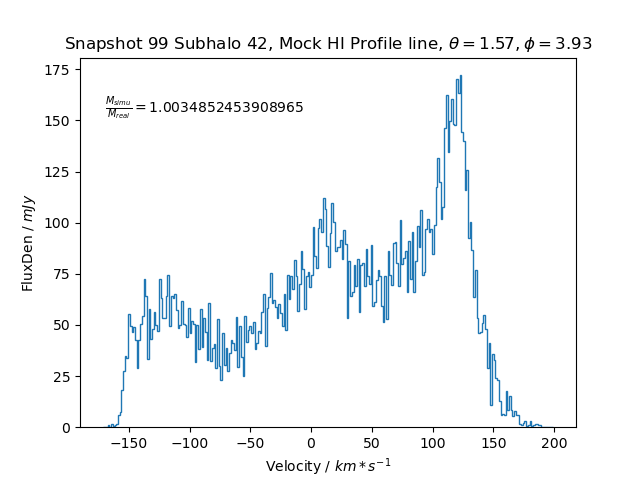 Snapshot 99 Subhalo 42, Mock HI Profile line, θ = 1.57, ϕ = 3.93
M_simu/M_real = 1.0034852453908965
FluxDen / mJy
175
150
125
100
75
50
25
0
−150 −100 −50 0 50 100 150 200
Velocity / km * s⁻¹